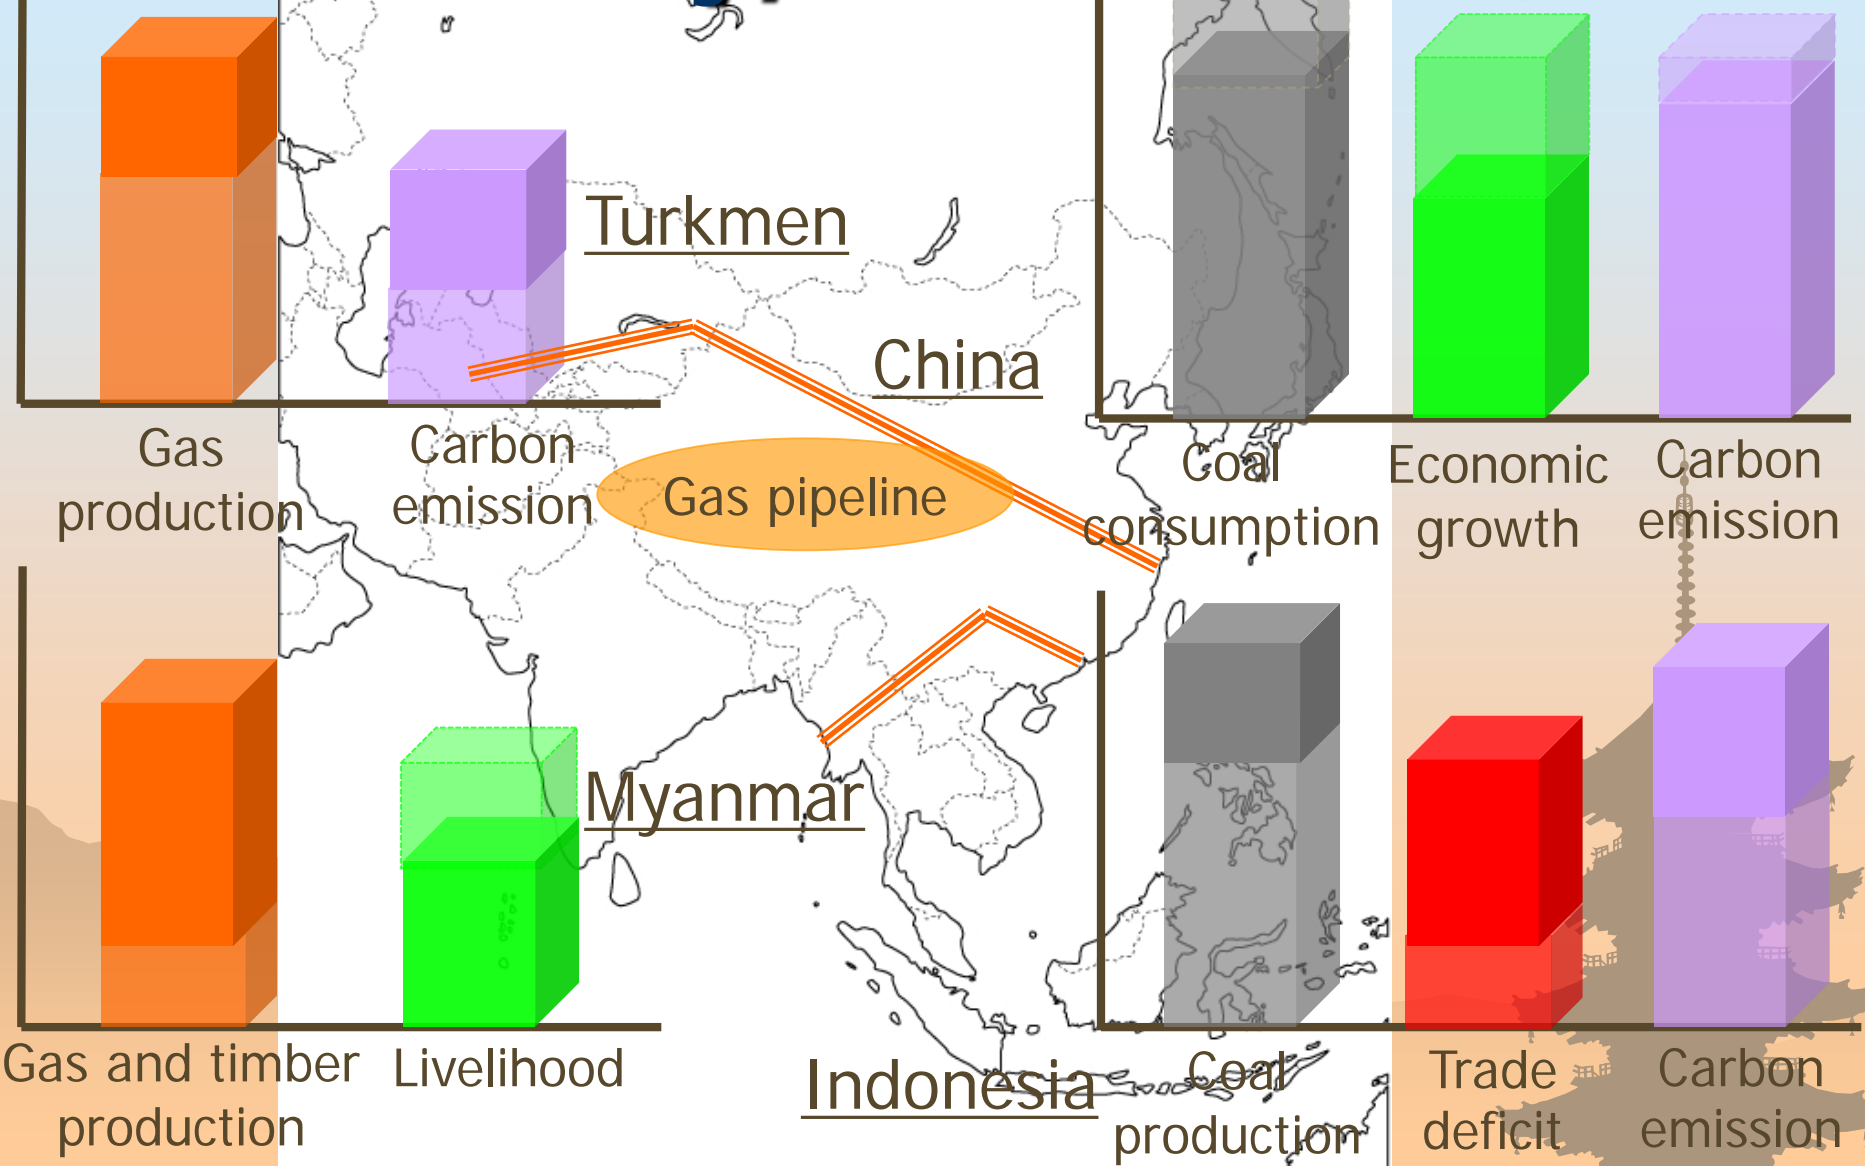 Turkmen
China
Gas
production
Carbon
emission
Gas pipeline
Coal
consumption
Economic
growth
Carbon
emission
Myanmar
Gas and timber
production
Livelihood
Indonesia
Coal
production
Trade
deficit
Carbon
emission